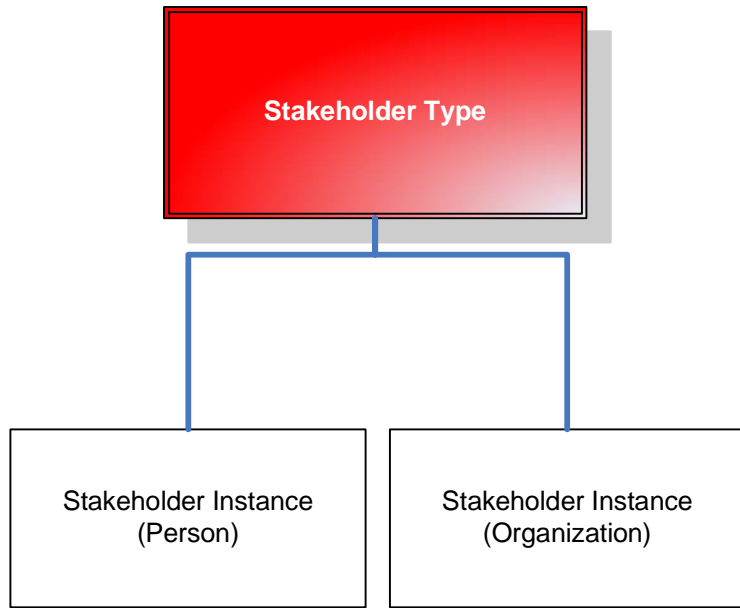 Stakeholder Type
Stakeholder Instance
(Person)
Stakeholder Instance
(Organization)